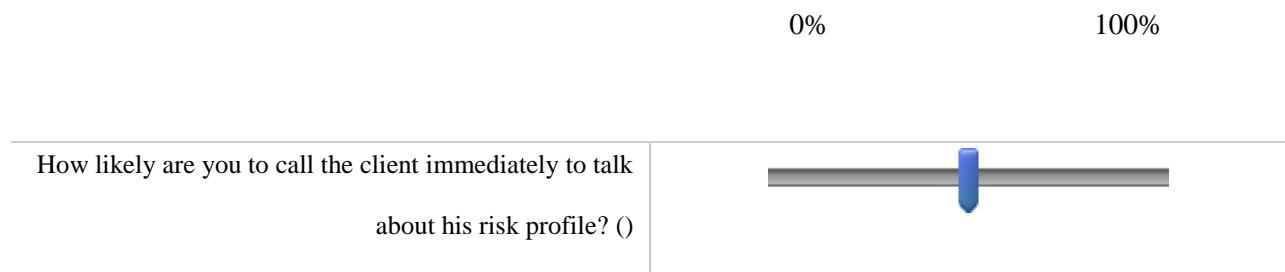 0% 100%
How likely are you to call the client immediately to talk
about his risk profile? ()